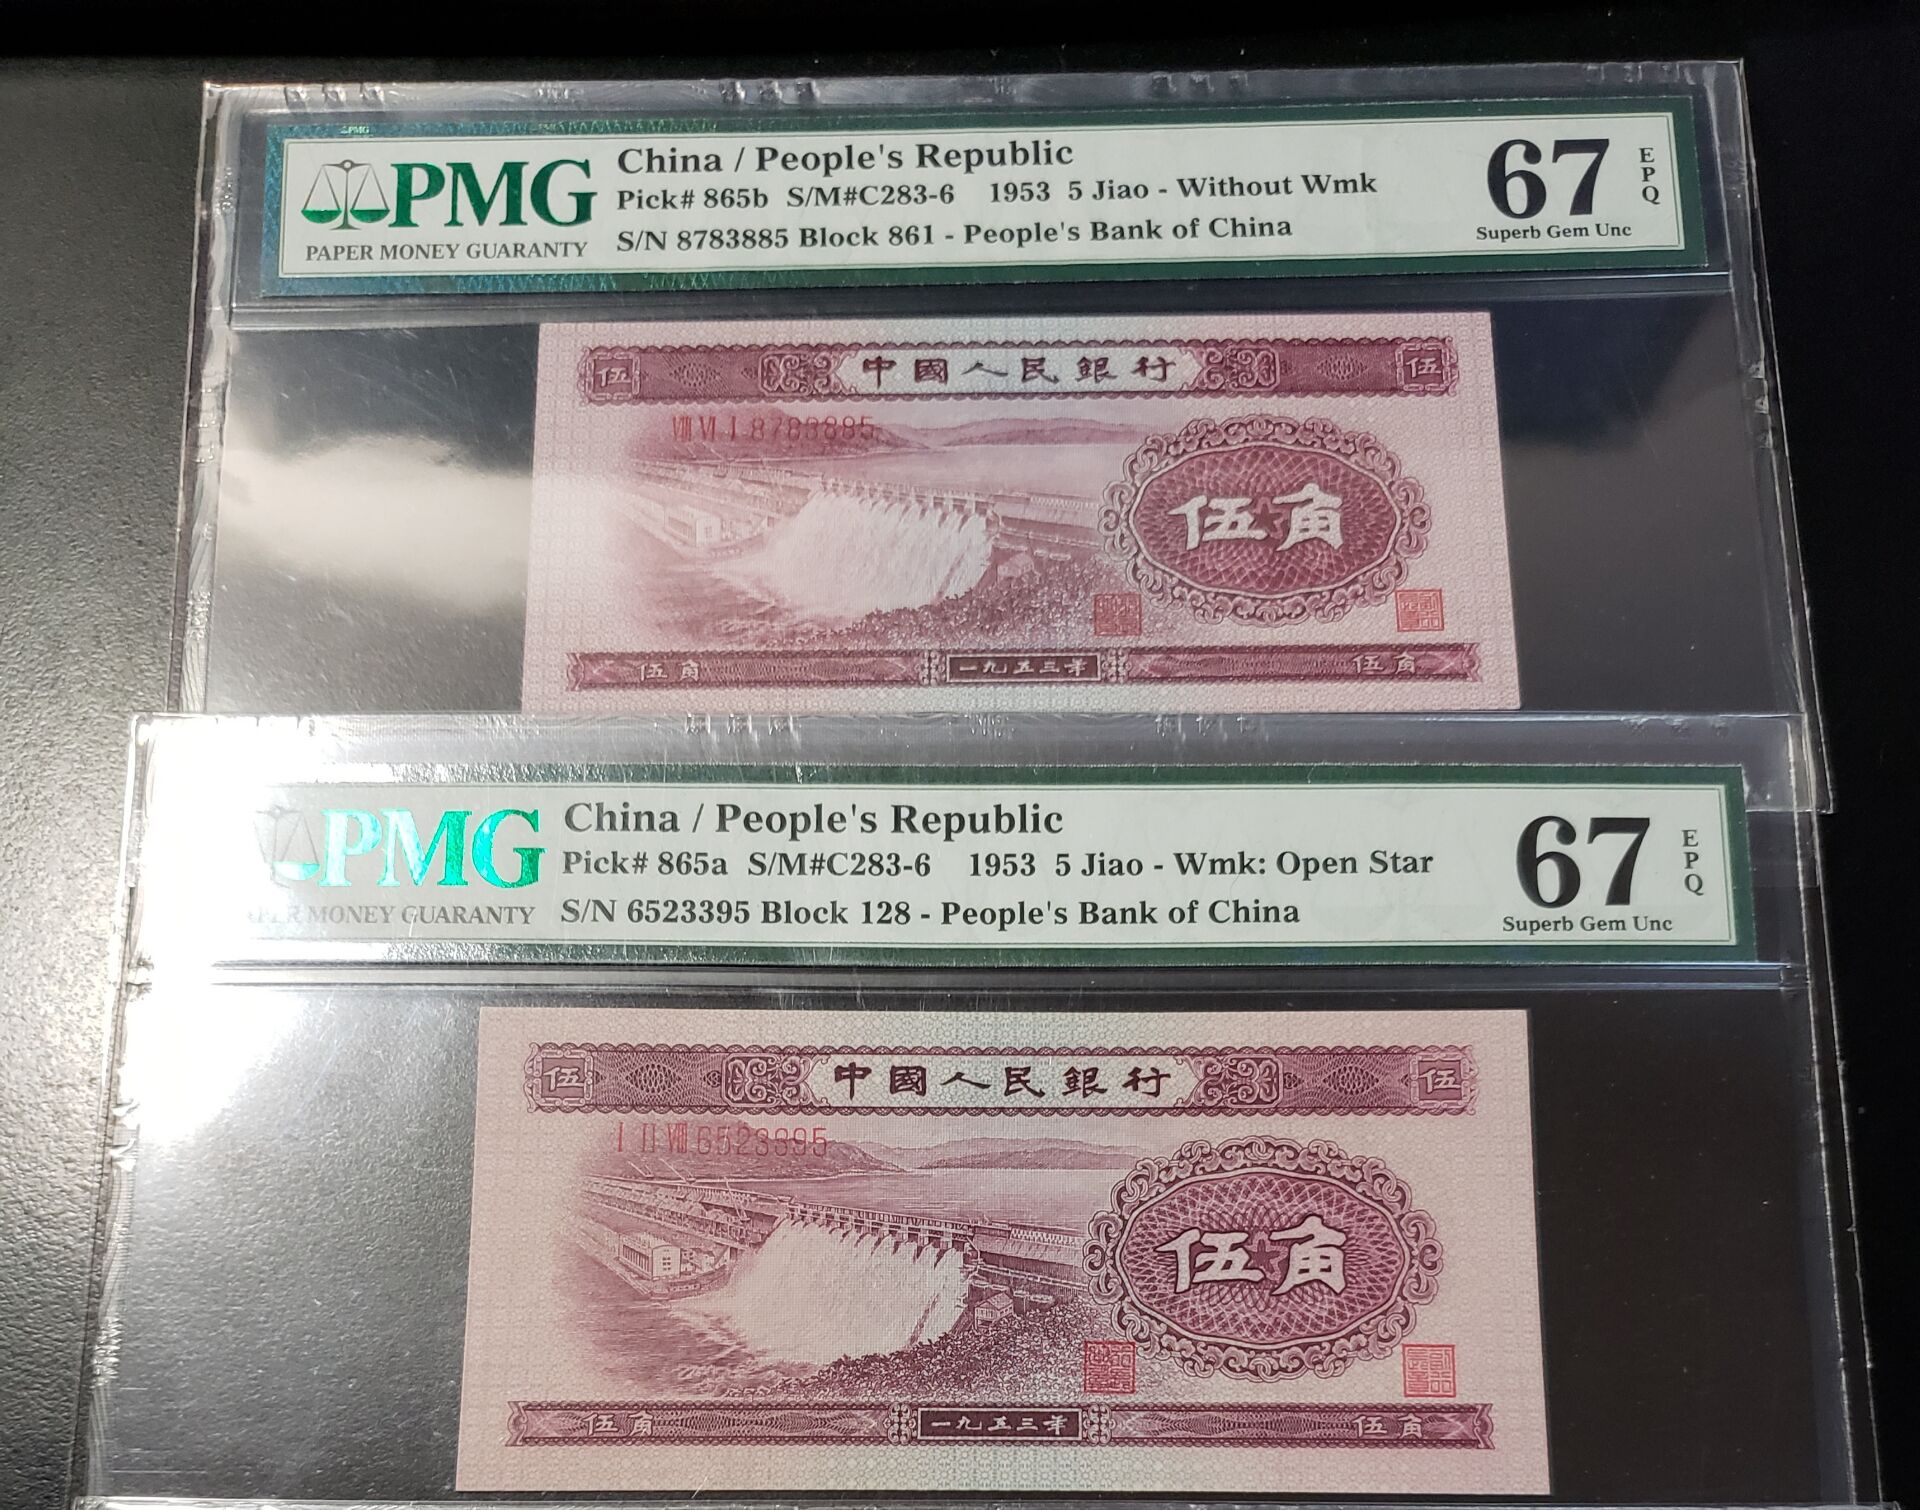 PMG
PMG
PAPER MONEY GUARANTY
China / People's Republic
Pick# 865b S/M#C283-6 1953 5 Jiao - Without Wmk
S/N 8783885 Block 861 - People's Bank of China
67
EPQ
Superb Gem Unc
伍 中國人民銀行 伍
VIII VI I 8783885
伍角
伍角 一九五三年 伍角
PMG
MONEY GUARANTY
China / People's Republic
Pick# 865a S/M#C283-6 1953 5 Jiao - Wmk: Open Star
S/N 6523395 Block 128 - People's Bank of China
67
EPQ
Superb Gem Unc
伍 中國人民銀行 伍
I II VIII 6523395
伍角
伍角 一九五三年 伍角